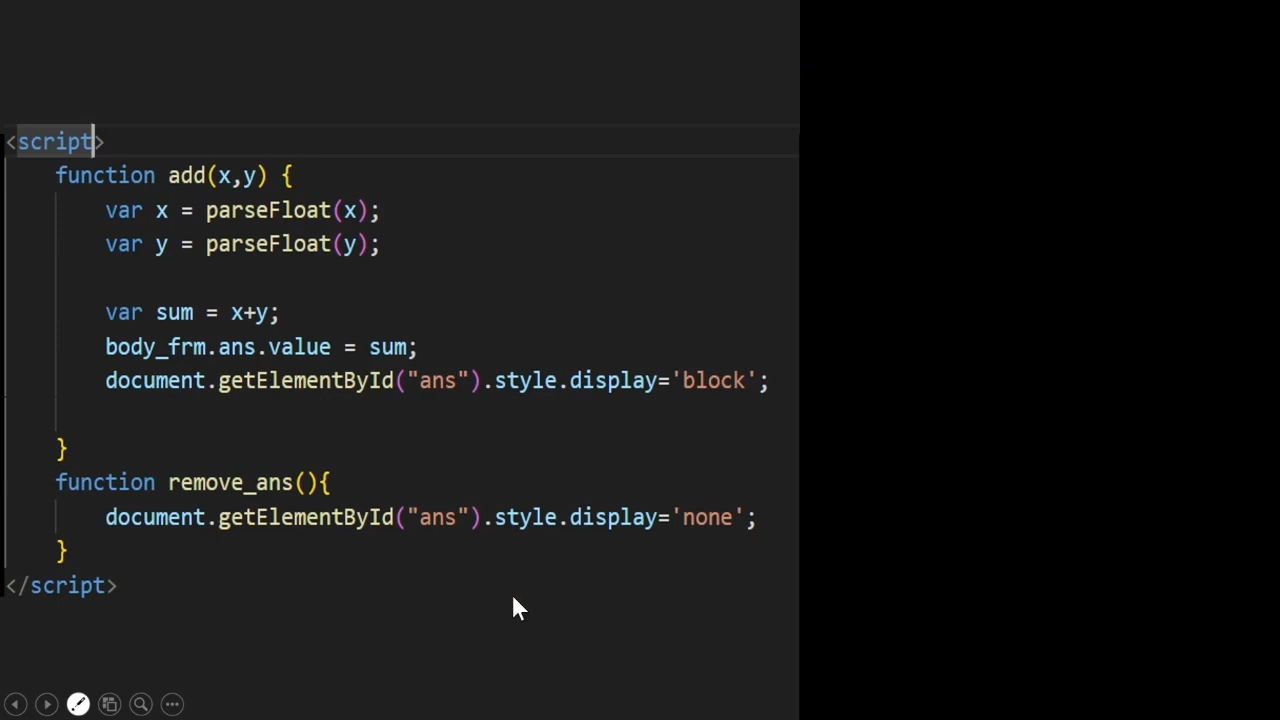 <script>
function add(x,y) {
var x = parseFloat(x);
var y = parseFloat(y);
var sum = x+y;
body_frm.ans.value = sum;
document.getElementById("ans").style.display='block';
}
function remove_ans(){
document.getElementById("ans").style.display='none';
}
</script>